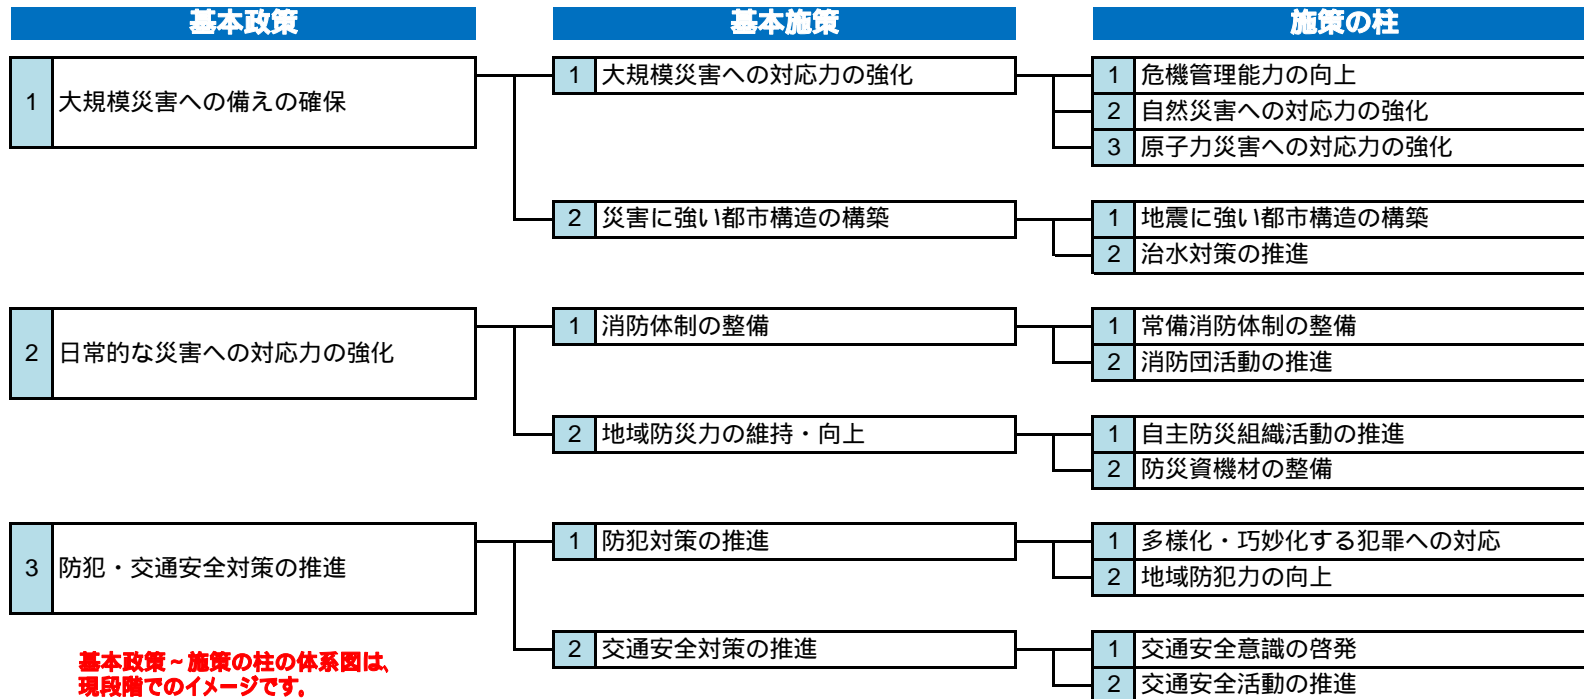 基本政策 基本施策 施策の柱
1 大規模災害への備えの確保
1 大規模災害への対応力の強化
1 危機管理能力の向上
2 自然災害への対応力の強化
3 原子力災害への対応力の強化
2 災害に強い都市構造の構築
1 地震に強い都市構造の構築
2 治水対策の推進
2 日常的な災害への対応力の強化
1 消防体制の整備
1 常備消防体制の整備
2 消防団活動の推進
2 地域防災力の維持・向上
1 自主防災組織活動の推進
2 防災資機材の整備
3 防犯・交通安全対策の推進
1 防犯対策の推進
1 多様化・巧妙化する犯罪への対応
2 地域防犯力の向上
2 交通安全対策の推進
1 交通安全意識の啓発
2 交通安全活動の推進
基本政策~施策の柱の体系図は、
現段階でのイメージです。